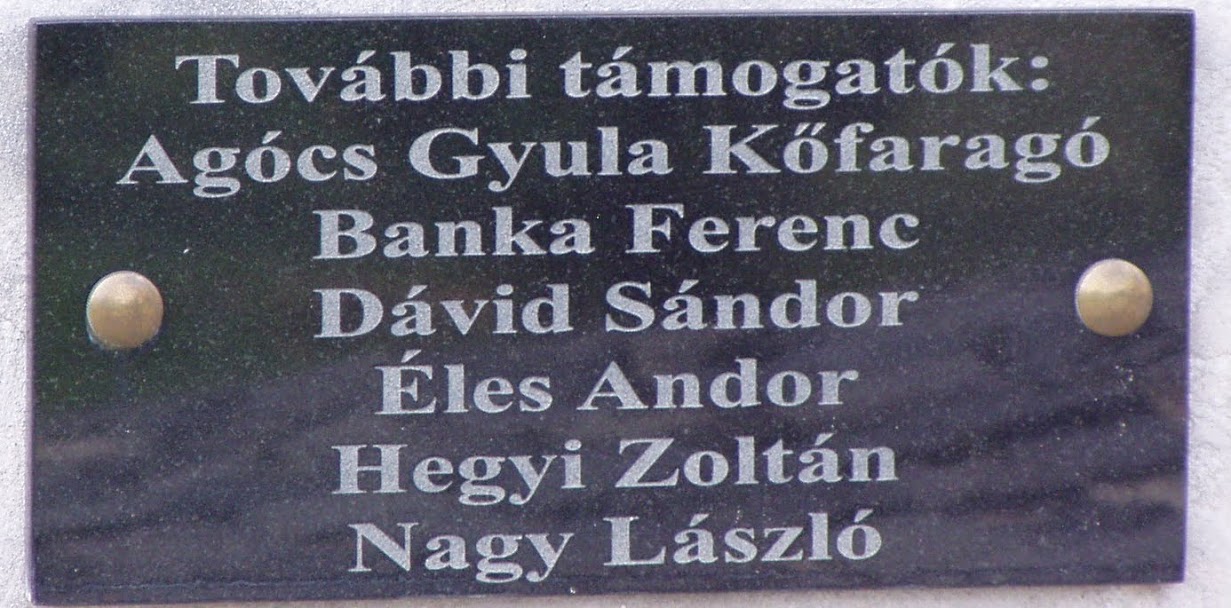 További támogatók:
Agócs Gyula Kőfaragó
Banka Ferenc
Dávid Sándor
Éles Andor
Hegyi Zoltán
Nagy László